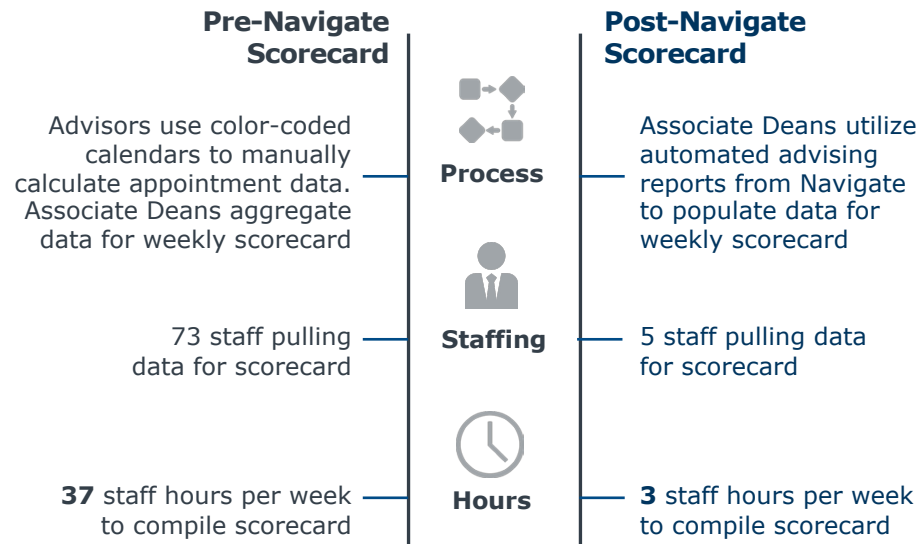 Pre-Navigate
Scorecard
Post-Navigate
Scorecard
Advisors use color-coded
calendars to manually
calculate appointment data.
Associate Deans aggregate
data for weekly scorecard
Process
Associate Deans utilize
automated advising
reports from Navigate
to populate data for
weekly scorecard
73 staff pulling
data for scorecard
Staffing
5 staff pulling data
for scorecard
37 staff hours per week
to compile scorecard
Hours
3 staff hours per week
to compile scorecard